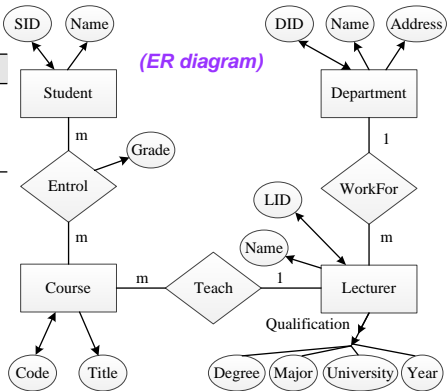 SID
Name
(ER diagram)
DID
Name
Address
Student
Department
m
1
Grade
Entrol
WorkFor
LID
m
Name
m
Course
m
Teach
1
Lecturer
Qualification
Code
Title
Degree
Major
University
Year